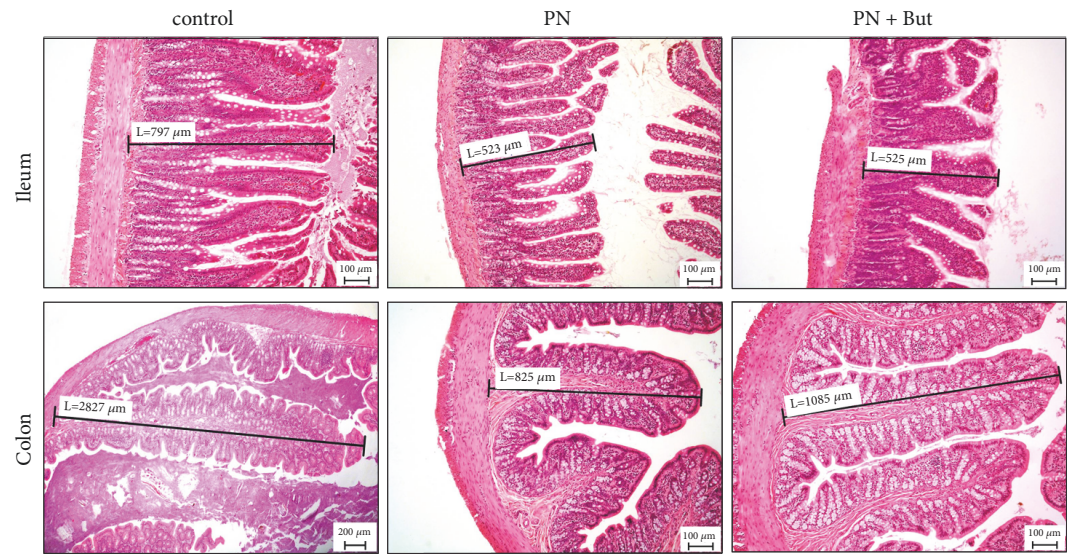 control
PN
PN + But
Ileum
L=797 µm
100 µm
L=523 µm
100 µm
L=525 µm
100 µm
Colon
L=2827 µm
200 µm
L=825 µm
100 µm
L=1085 µm
100 µm